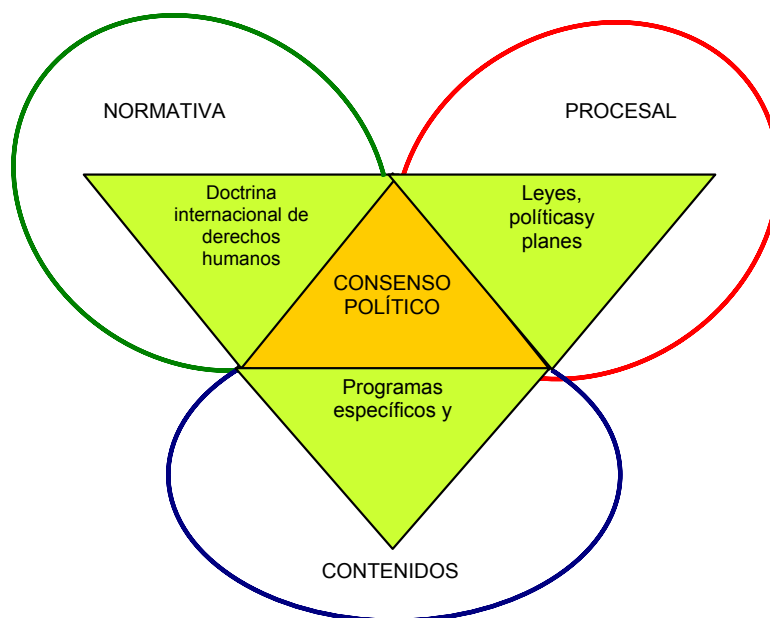 NORMATIVA
PROCESAL
Doctrina
internacional de
derechos
humanos
Leyes,
políticasy
planes
CONSENSO
POLÍTICO
Programas
específicos y
CONTENIDOS